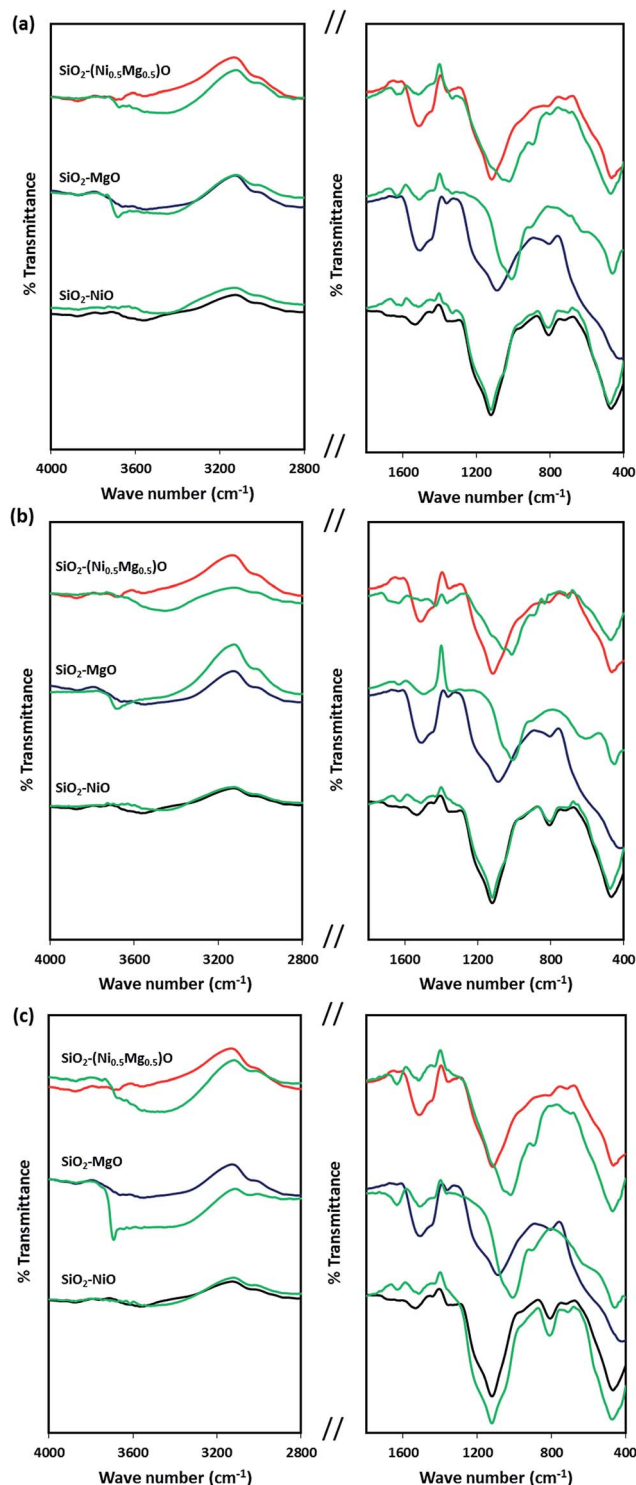 (a)
//
SiO₂-(Ni₀.₅Mg₀.₅)O
SiO₂-MgO
SiO₂-NiO
% Transmittance
% Transmittance
4000 3600 3200 2800
//
1600 1200 800 400
Wave number (cm⁻¹)
Wave number (cm⁻¹)
(b)
//
SiO₂-(Ni₀.₅Mg₀.₅)O
SiO₂-MgO
SiO₂-NiO
% Transmittance
% Transmittance
4000 3600 3200 2800
//
1600 1200 800 400
Wave number (cm⁻¹)
Wave number (cm⁻¹)
(c)
//
SiO₂-(Ni₀.₅Mg₀.₅)O
SiO₂-MgO
SiO₂-NiO
% Transmittance
% Transmittance
4000 3600 3200 2800
//
1600 1200 800 400
Wave number (cm⁻¹)
Wave number (cm⁻¹)